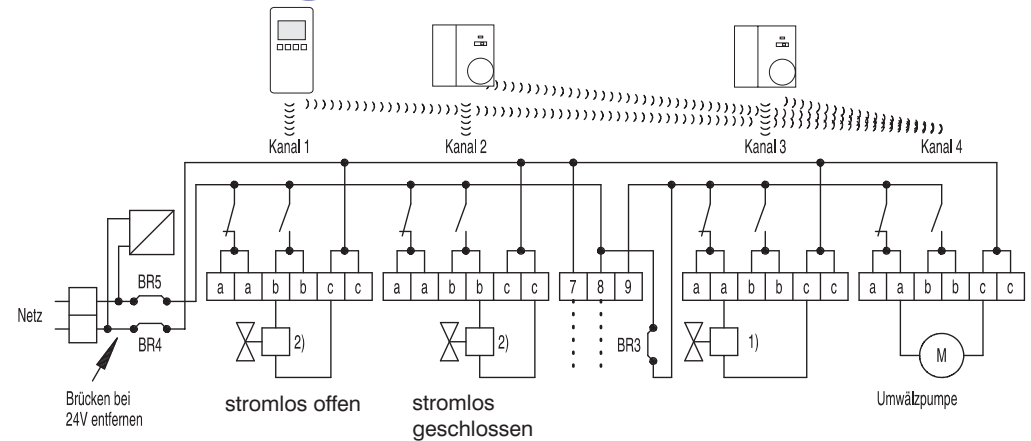 Kanal 1
Kanal 2
Kanal 3
Kanal 4
BR5
a a b b c c
a a b b c c
7 8 9
a a b b c c
a a b b c c
Netz
BR4
2)
2)
BR3
1)
M
Brücken bei
24V entfernen
stromlos offen
stromlos
geschlossen
Umwälzpumpe